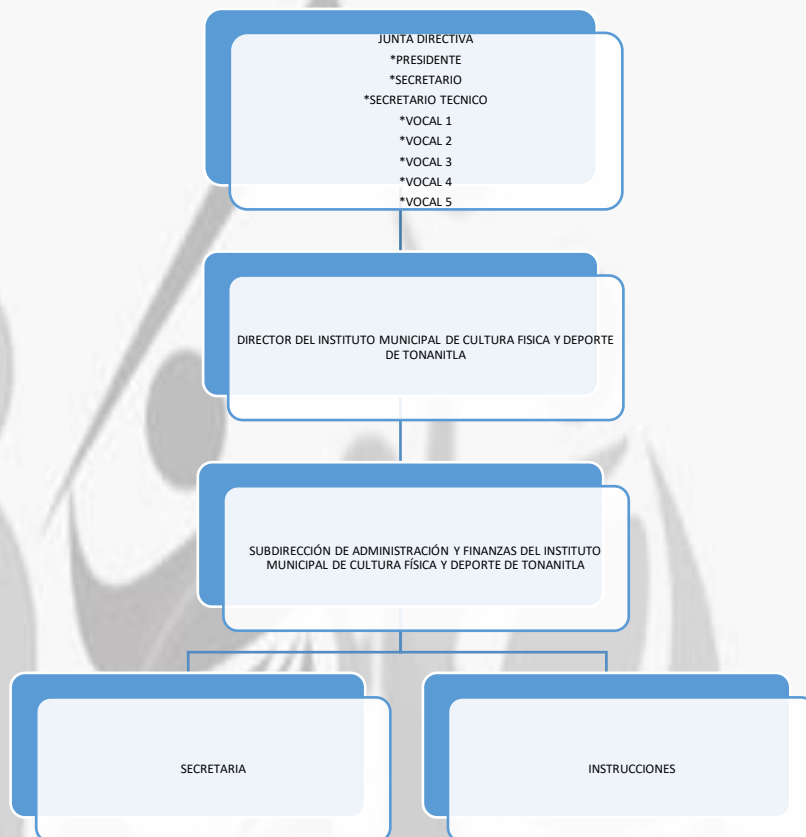 JUNTA DIRECTIVA
*PRESIDENTE
*SECRETARIO
*SECRETARIO TECNICO
*VOCAL 1
*VOCAL 2
*VOCAL 3
*VOCAL 4
*VOCAL 5
DIRECTOR DEL INSTITUTO MUNICIPAL DE CULTURA FISICA Y DEPORTE
DE TONANITLA
SUBDIRECCIÓN DE ADMINISTRACIÓN Y FINANZAS DEL INSTITUTO
MUNICIPAL DE CULTURA FÍSICA Y DEPORTE DE TONANITLA
SECRETARIA
INSTRUCCIONES